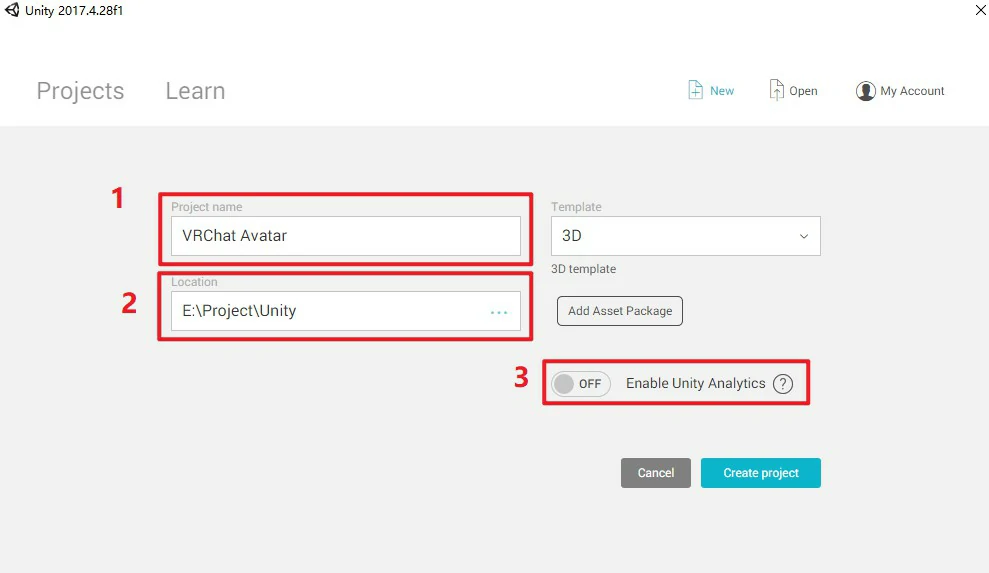 Unity 2017.4.28f1
Projects Learn New Open My Account
1
Project name Template
VRChat Avatar 3D
3D template
2
Location
E:\Project\Unity ...
Add Asset Package
3
OFF Enable Unity Analytics ?
Cancel Create project